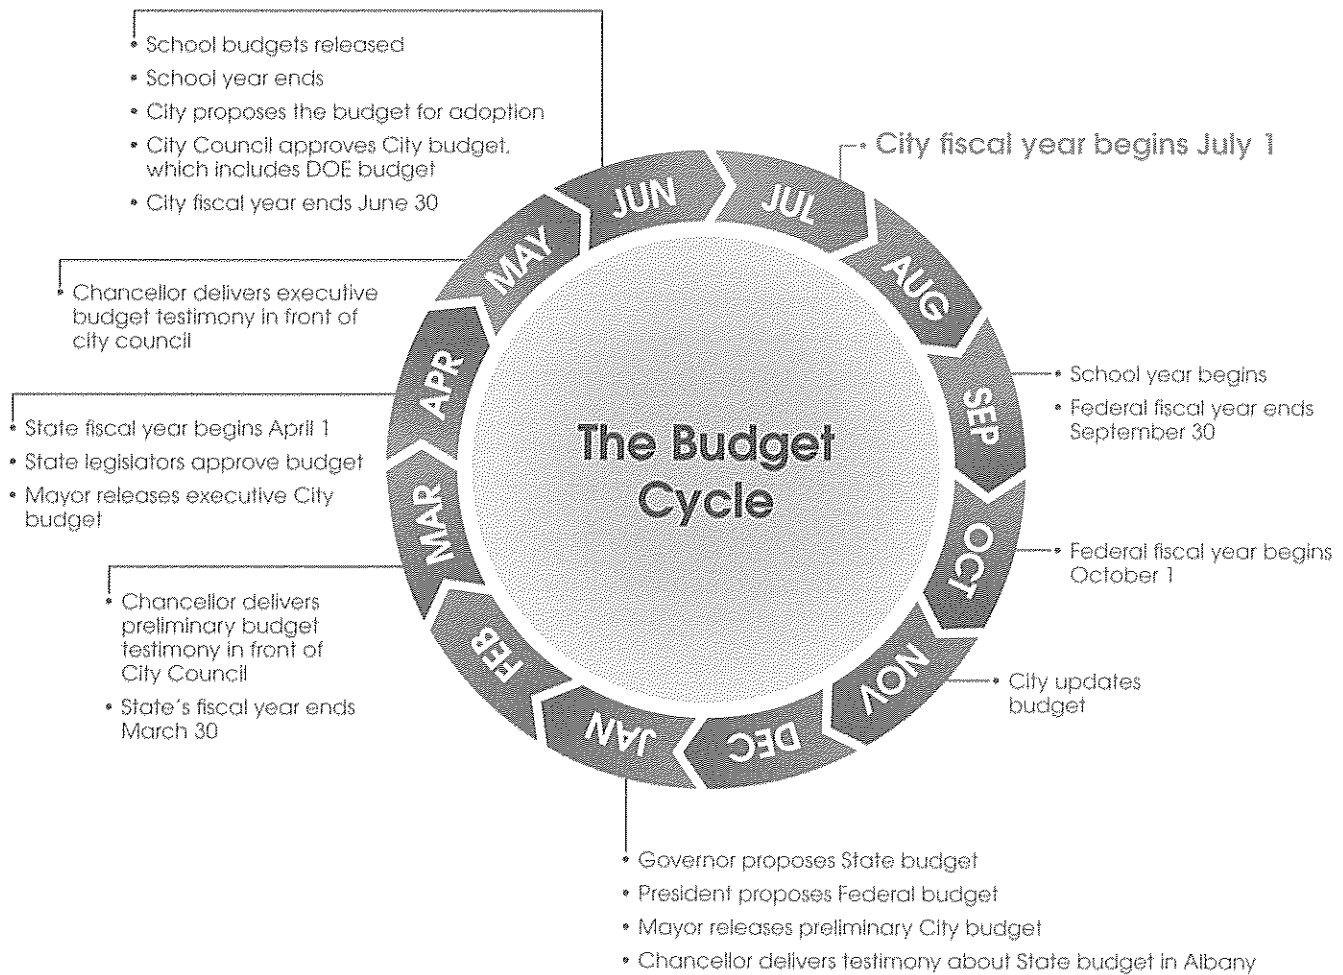 • School budgets released
• School year ends
• City proposes the budget for adoption
• City Council approves City budget,
which includes DOE budget
• City fiscal year ends June 30
• City fiscal year begins July 1
JUN
JUL
MAY
AUG
• Chancellor delivers executive
budget testimony in front of
city council
APR
SEP
• School year begins
• Federal fiscal year ends
September 30
• State fiscal year begins April 1
• State legislators approve budget
• Mayor releases executive City
budget
The Budget
Cycle
MAR
OCT
• Federal fiscal year begins
October 1
• Chancellor delivers
preliminary budget
testimony in front of
City Council
• State's fiscal year ends
March 30
FEB
NOV
• City updates
budget
JAN
DEC
• Governor proposes State budget
• President proposes Federal budget
• Mayor releases preliminary City budget
• Chancellor delivers testimony about State budget in Albany